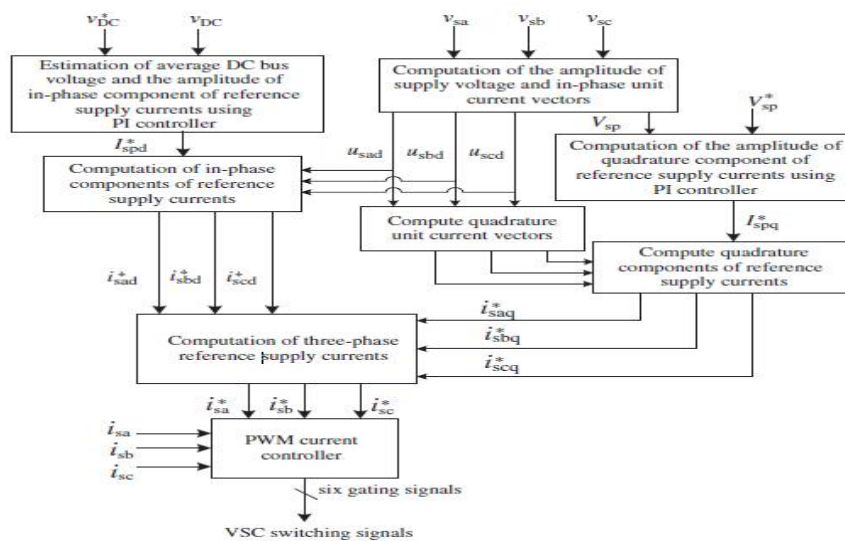 v*DC vDC vsa vsb vsc
Estimation of average DC bus
voltage and the amplitude of
in-phase component of reference
supply currents using
PI controller
Computation of the amplitude of
supply voltage and in-phase unit
current vectors
V*sp
Vsp
I*spd
usad usbd uscd
Computation of the amplitude of
quadrature component of
reference supply currents using
PI controller
Computation of in-phase
components of reference
supply currents
Compute quadrature
unit current vectors
I*spq
Compute quadrature
components of reference
supply currents
i*sad i*sbd i*scd
i*saq
i*sbq
i*scq
Computation of three-phase
reference supply currents
i*sa i*sb i*sc
isa
isb
isc
PWM current
controller
six gating signals
VSC switching signals